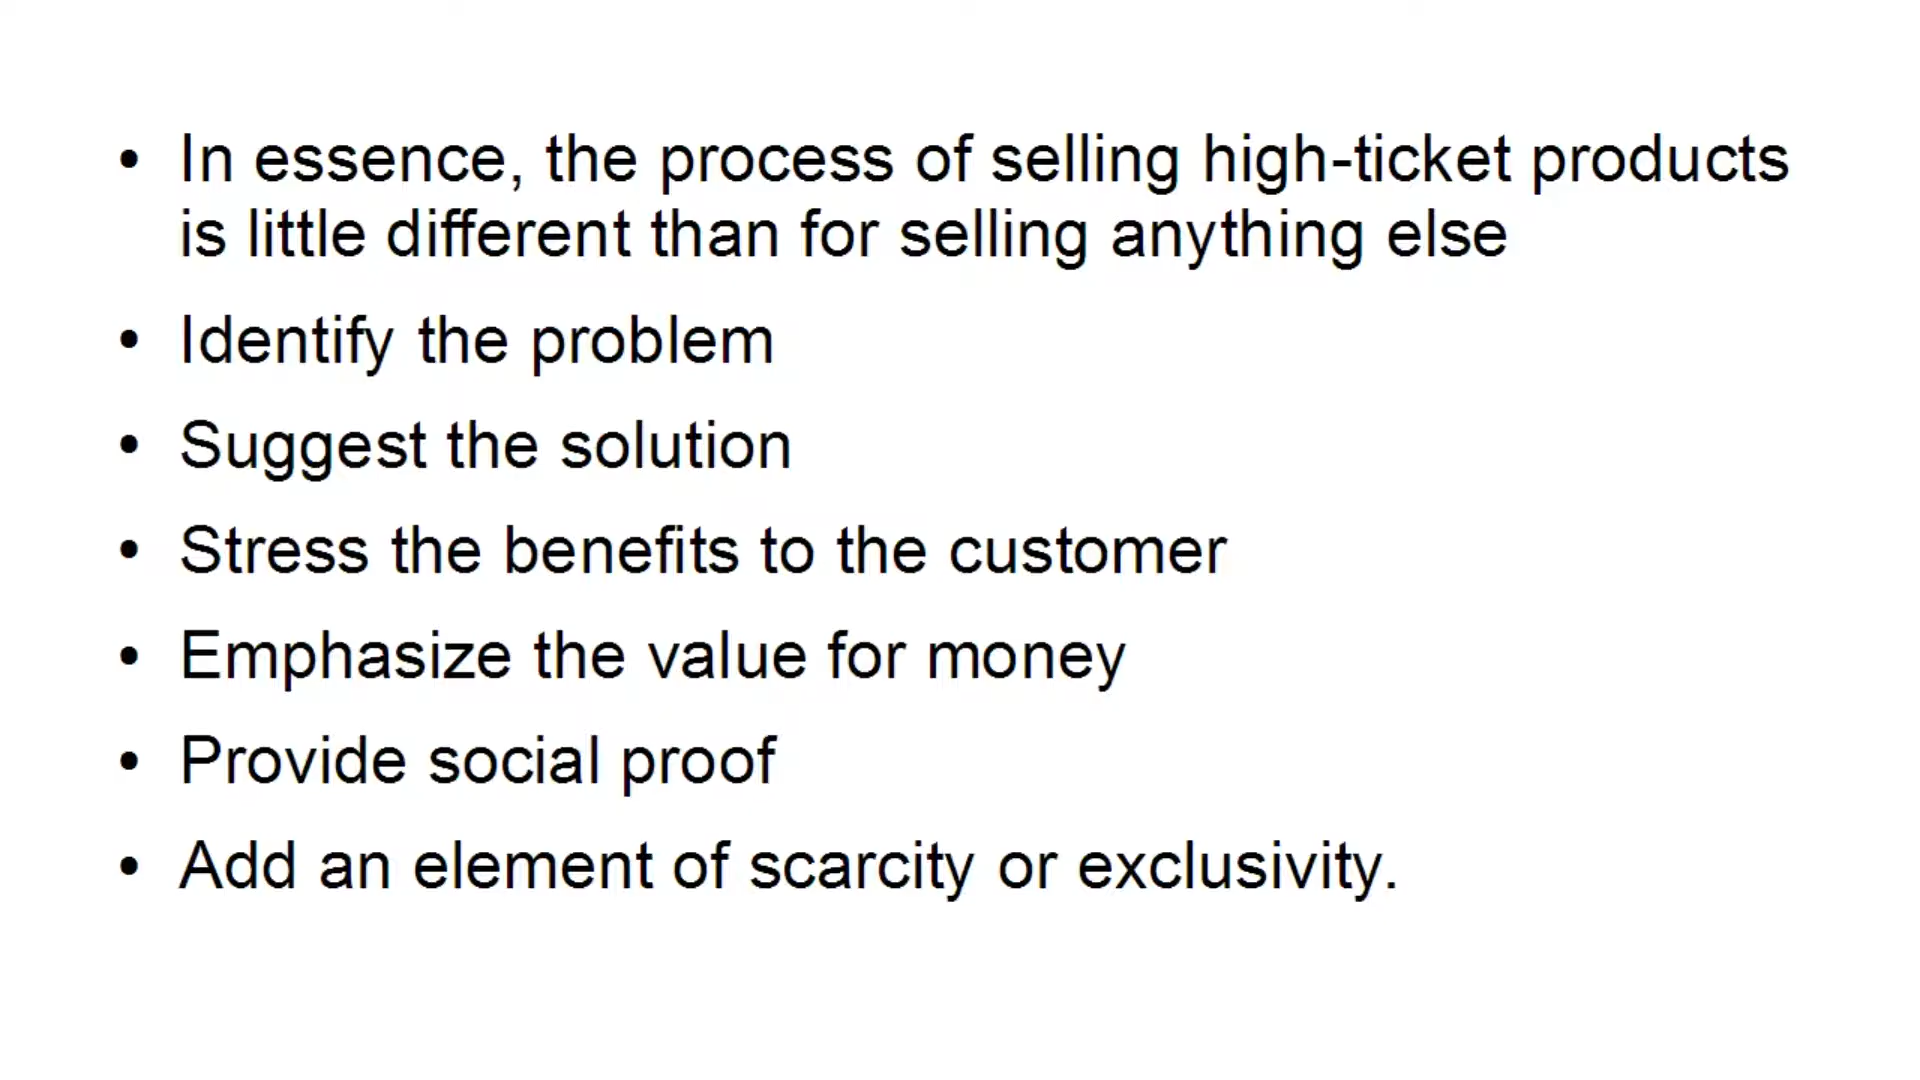 • In essence, the process of selling high-ticket products
is little different than for selling anything else
• Identify the problem
• Suggest the solution
• Stress the benefits to the customer
• Emphasize the value for money
• Provide social proof
• Add an element of scarcity or exclusivity.